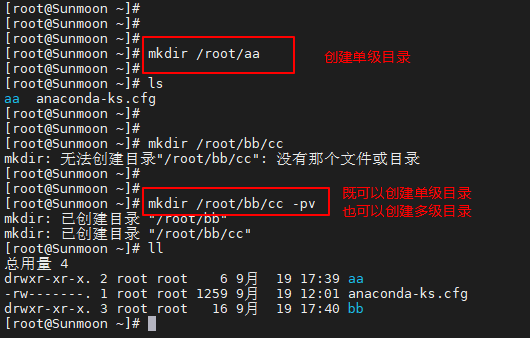 [root@Sunmoon ~]#
[root@Sunmoon ~]#
[root@Sunmoon ~]# mkdir /root/aa 创建单级目录
[root@Sunmoon ~]#
[root@Sunmoon ~]# ls
aa  anaconda-ks.cfg
[root@Sunmoon ~]#
[root@Sunmoon ~]#
[root@Sunmoon ~]# mkdir /root/bb/cc
mkdir: 无法创建目录"/root/bb/cc": 没有那个文件或目录
[root@Sunmoon ~]#
[root@Sunmoon ~]# 既可以创建单级目录
[root@Sunmoon ~]# mkdir /root/bb/cc -pv 也可以创建多级目录
mkdir: 已创建目录 "/root/bb"
mkdir: 已创建目录 "/root/bb/cc"
[root@Sunmoon ~]# ll
总用量 4
drwxr-xr-x. 2 root root    6 9月  19 17:39 aa
-rw-------. 1 root root 1259 9月  19 12:01 anaconda-ks.cfg
drwxr-xr-x. 3 root root   16 9月  19 17:40 bb
[root@Sunmoon ~]#